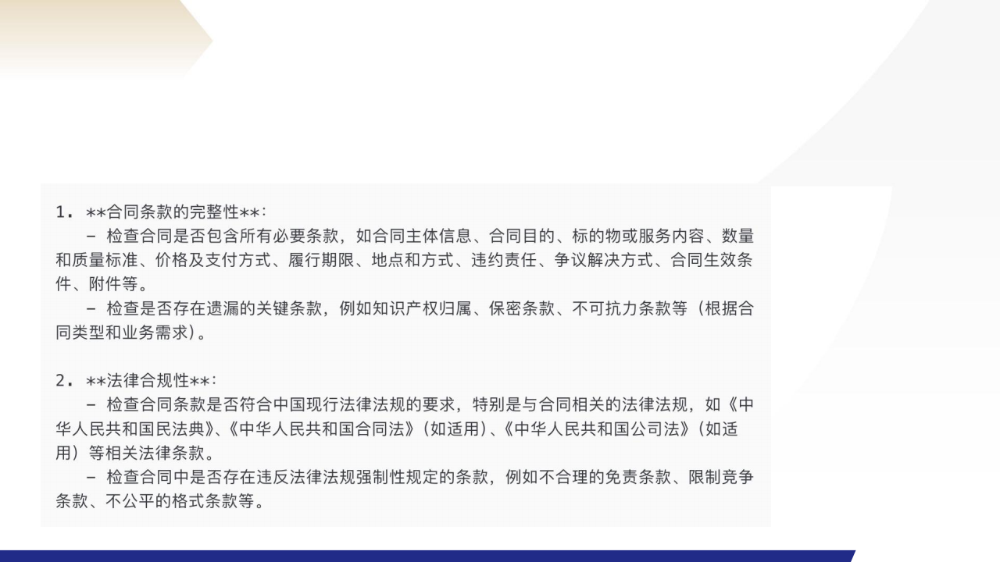 1. **合同条款的完整性**:
– 检查合同是否包含所有必要条款，如合同主体信息、合同目的、标的物或服务内容、数量
和质量标准、价格及支付方式、履行期限、地点和方式、违约责任、争议解决方式、合同生效条
件、附件等。
– 检查是否存在遗漏的关键条款，例如知识产权归属、保密条款、不可抗力条款等（根据合
同类型和业务需求）。
2. **法律合规性**:
– 检查合同条款是否符合中国现行法律法规的要求，特别是与合同相关的法律法规，如《中
华人民共和国民法典》、《中华人民共和国合同法》（如适用）、《中华人民共和国公司法》（如适
用）等相关法律条款。
– 检查合同中是否存在违反法律法规强制性规定的条款，例如不合理的免责条款、限制竞争
条款、不公平的格式条款等。